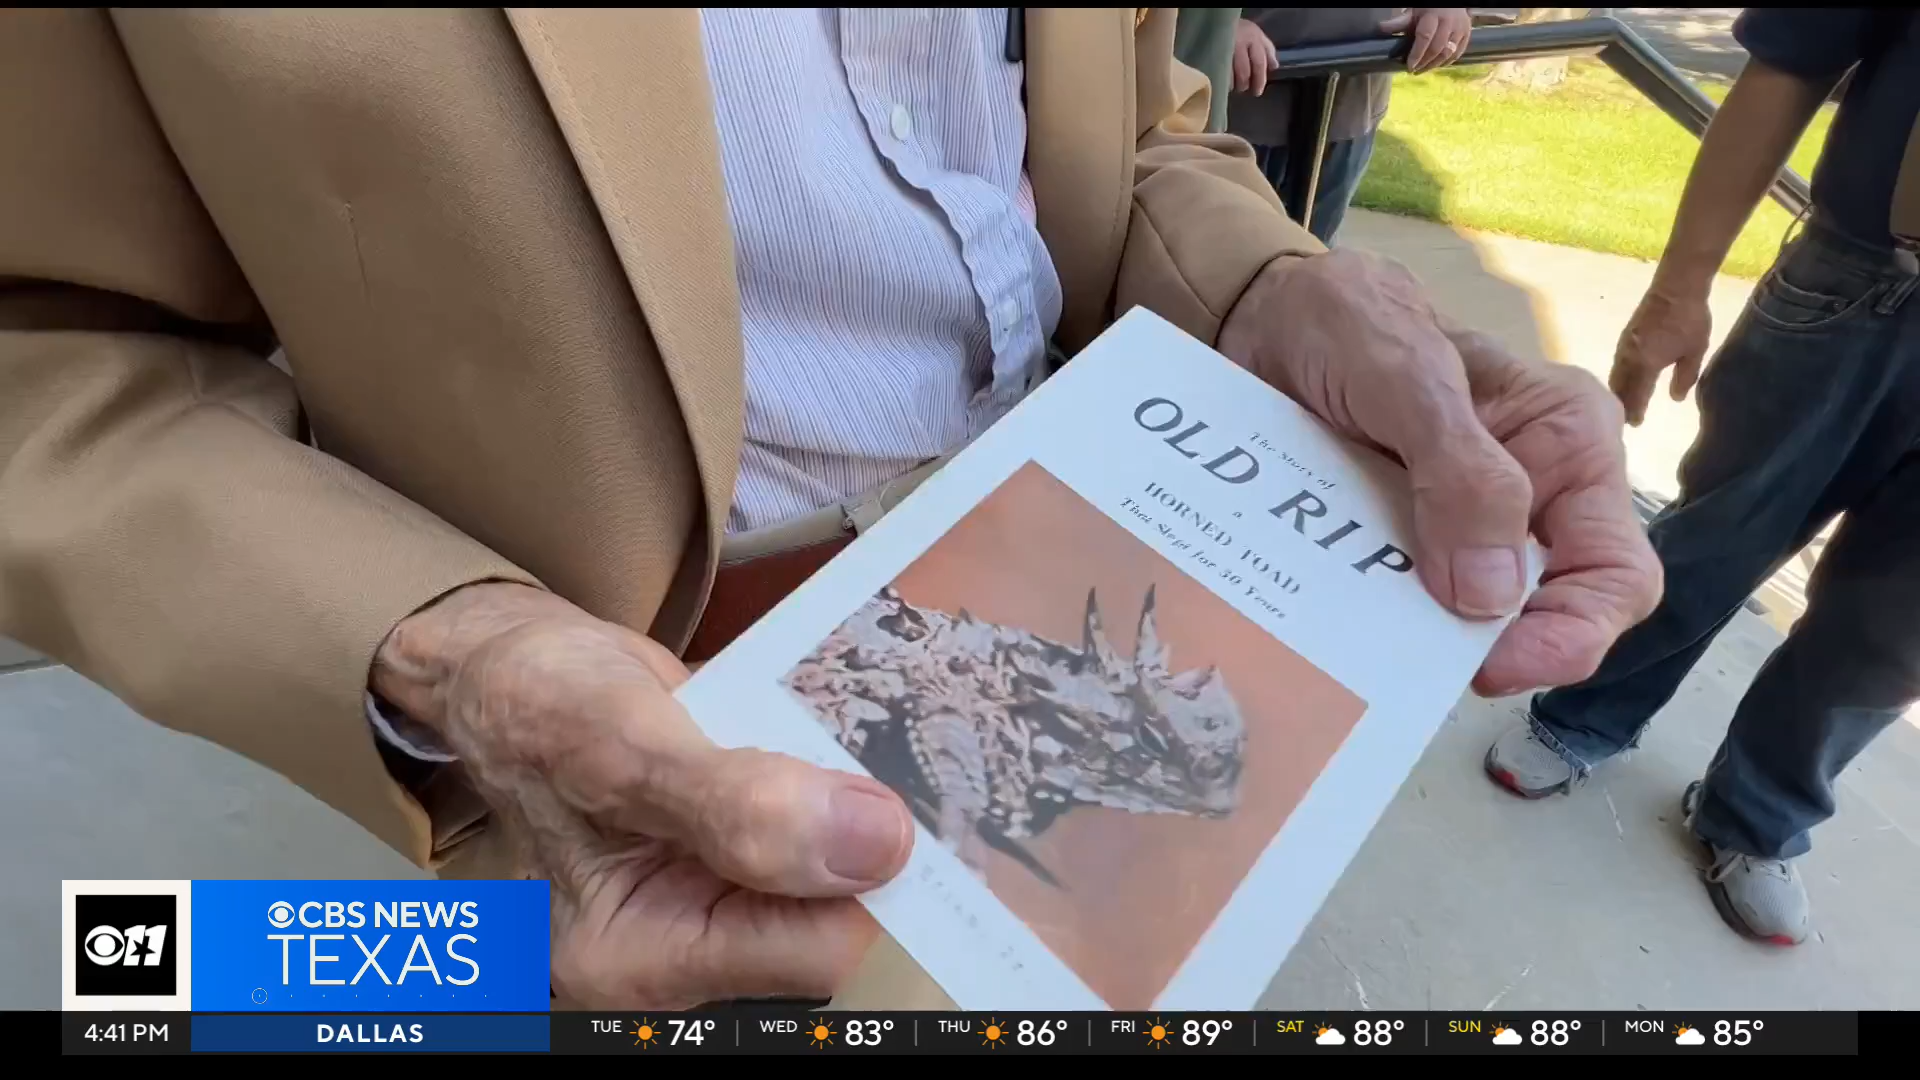 The Story of
OLD RIP
a
HORNED TOAD
That Slept for 30 Years
11
CBS NEWS
TEXAS
4:41 PM
DALLAS
TUE 74° | WED 83° | THU 86° | FRI 89° | SAT 88° | SUN 88° | MON 85°